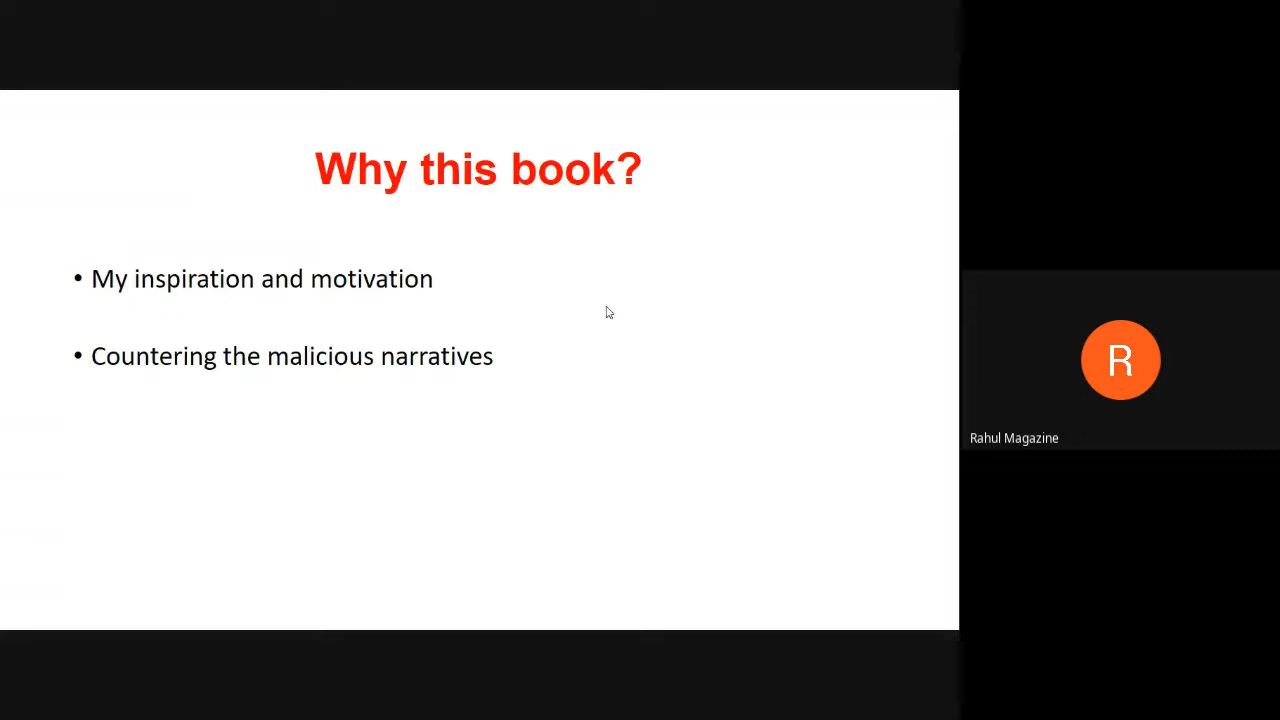 Why this book?
• My inspiration and motivation
• Countering the malicious narratives
R
Rahul Magazine